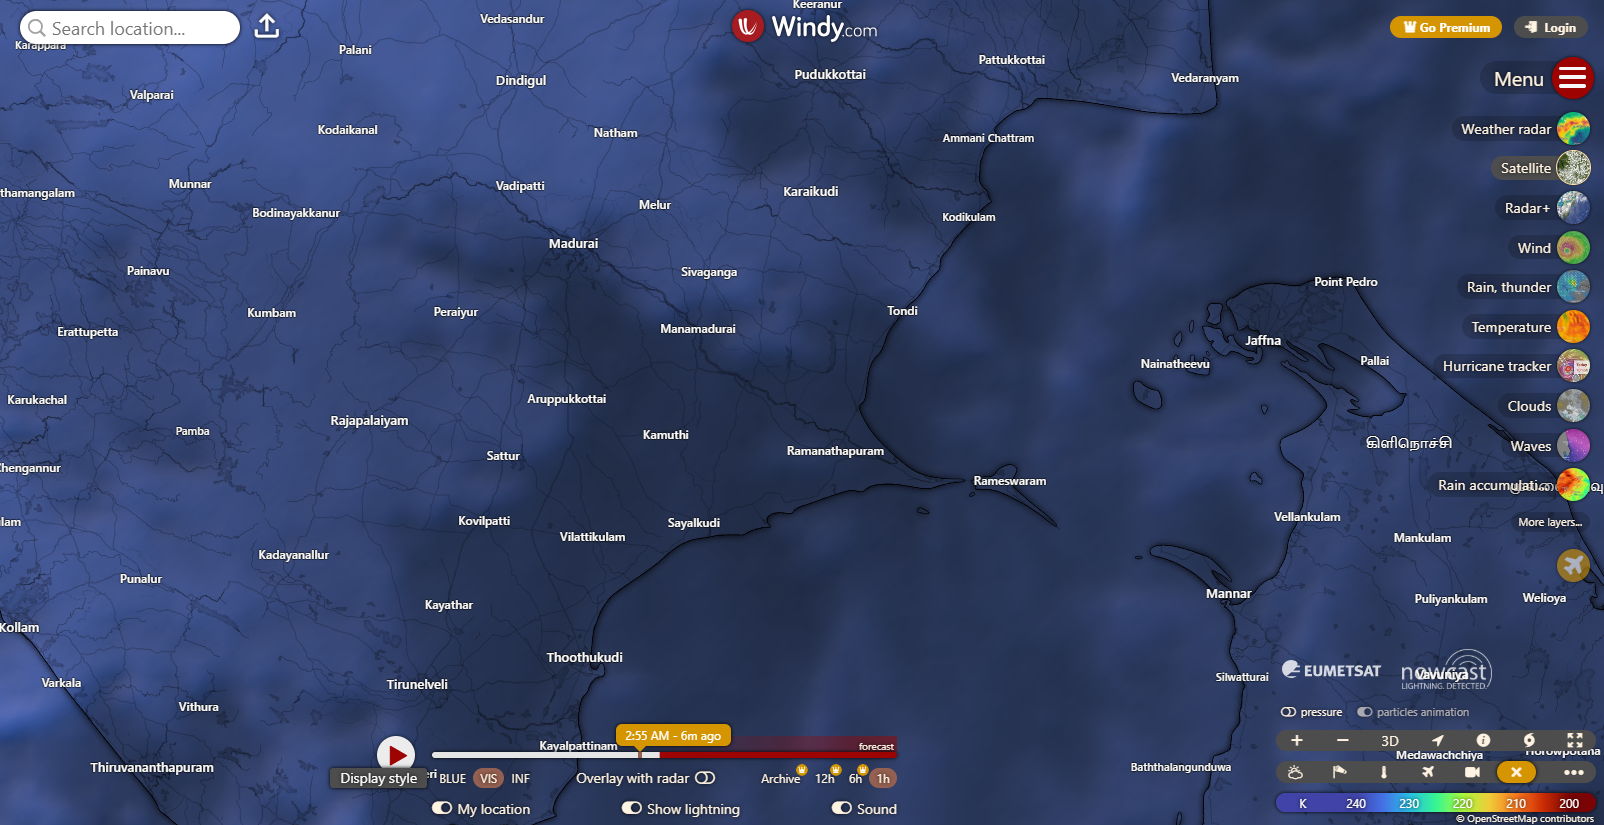 Search location...
Windy.com
Go Premium
Login
Menu
Weather radar
Satellite
Radar+
Wind
Rain, thunder
Temperature
Hurricane tracker
Clouds
Waves
Rain accumulati...
More layers...
Keeranur
Vedasandur
Karappara
Palani
Pattukkottai
Pudukkottai
Vedaranyam
Dindigul
Valparai
Kodaikanal
Natham
Ammani Chattram
Munnar
Vadipatti
Karaikudi
thamangalam
Bodinayakkanur
Melur
Kodikulam
Madurai
Painavu
Sivaganga
Point Pedro
Kumbam
Peraiyur
Tondi
Erattupetta
Manamadurai
Jaffna
Nainatheevu
Pallai
Karukachal
Aruppukkottai
Rajapalaiyam
Pamba
Kamuthi
கிளிநொச்சி
Sattur
Ramanathapuram
Chengannur
Rameswaram
lam
Kovilpatti
Sayalkudi
Vellankulam
Vilattikulam
Mankulam
Kadayanallur
Punalur
Mannar
Kayathar
Puliyankulam
Welioya
Kollam
Thoothukudi
Varkala
Tirunelveli
Silwatturai
Vavuniya
Vithura
Kayalpattinam
Thiruvananthapuram
Baththalangunduwa
Medawachchiya
Horowpotana
EUMETSAT
nowcast
LIGHTNING. DETECTED.
pressure
particles animation
3D
2:55 AM - 6m ago
forecast
Display style
eri
BLUE
VIS
INF
Overlay with radar
Archive
12h
6h
1h
My location
Show lightning
Sound
K 240 230 220 210 200
© OpenStreetMap contributors